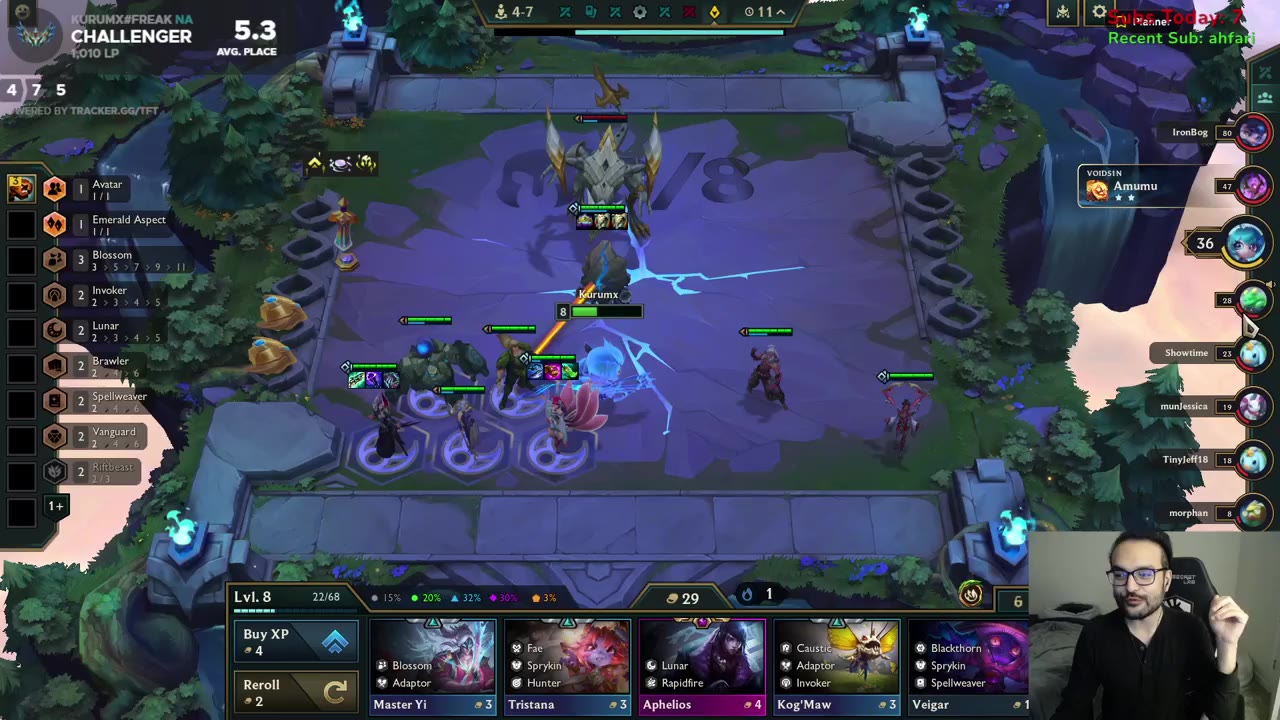 KURUMX#FREAK NA
CHALLENGER
1,010 LP
5.3
AVG. PLACE
4 7 5
WERED BY TRACKER.GG/TFT
4-7
11
Subs Today: 7
Planner
Recent Sub: ahfari
/8
1 Avatar
1 / 1
1 Emerald Aspect
1 / 1
3 Blossom
3 > 5 > 7 > 9 > 11
2 Invoker
2 > 3 > 4 > 5
2 Lunar
2 > 3 > 4 > 5
2 Brawler
2 > 4 > 6
2 Spellweaver
2 > 4 > 6
2 Vanguard
2 > 4 > 6
2 Riftbeast
2 / 3
1+
Kurumx
8
IronBog 80
VOIDSIN
Amumu
47
36
28
Showtime 23
munJessica 19
TinyJeff18 18
morphan 8
Lvl. 8 22/68
15% 20% 32% 30% 3%
29
1
6
Buy XP
4
Reroll
2
Blossom
Adaptor
Master Yi 3
Fae
Sprykin
Hunter
Tristana 3
Lunar
Rapidfire
Aphelios 4
Caustic
Adaptor
Invoker
Kog'Maw 3
Blackthorn
Sprykin
Spellweaver
Veigar 1